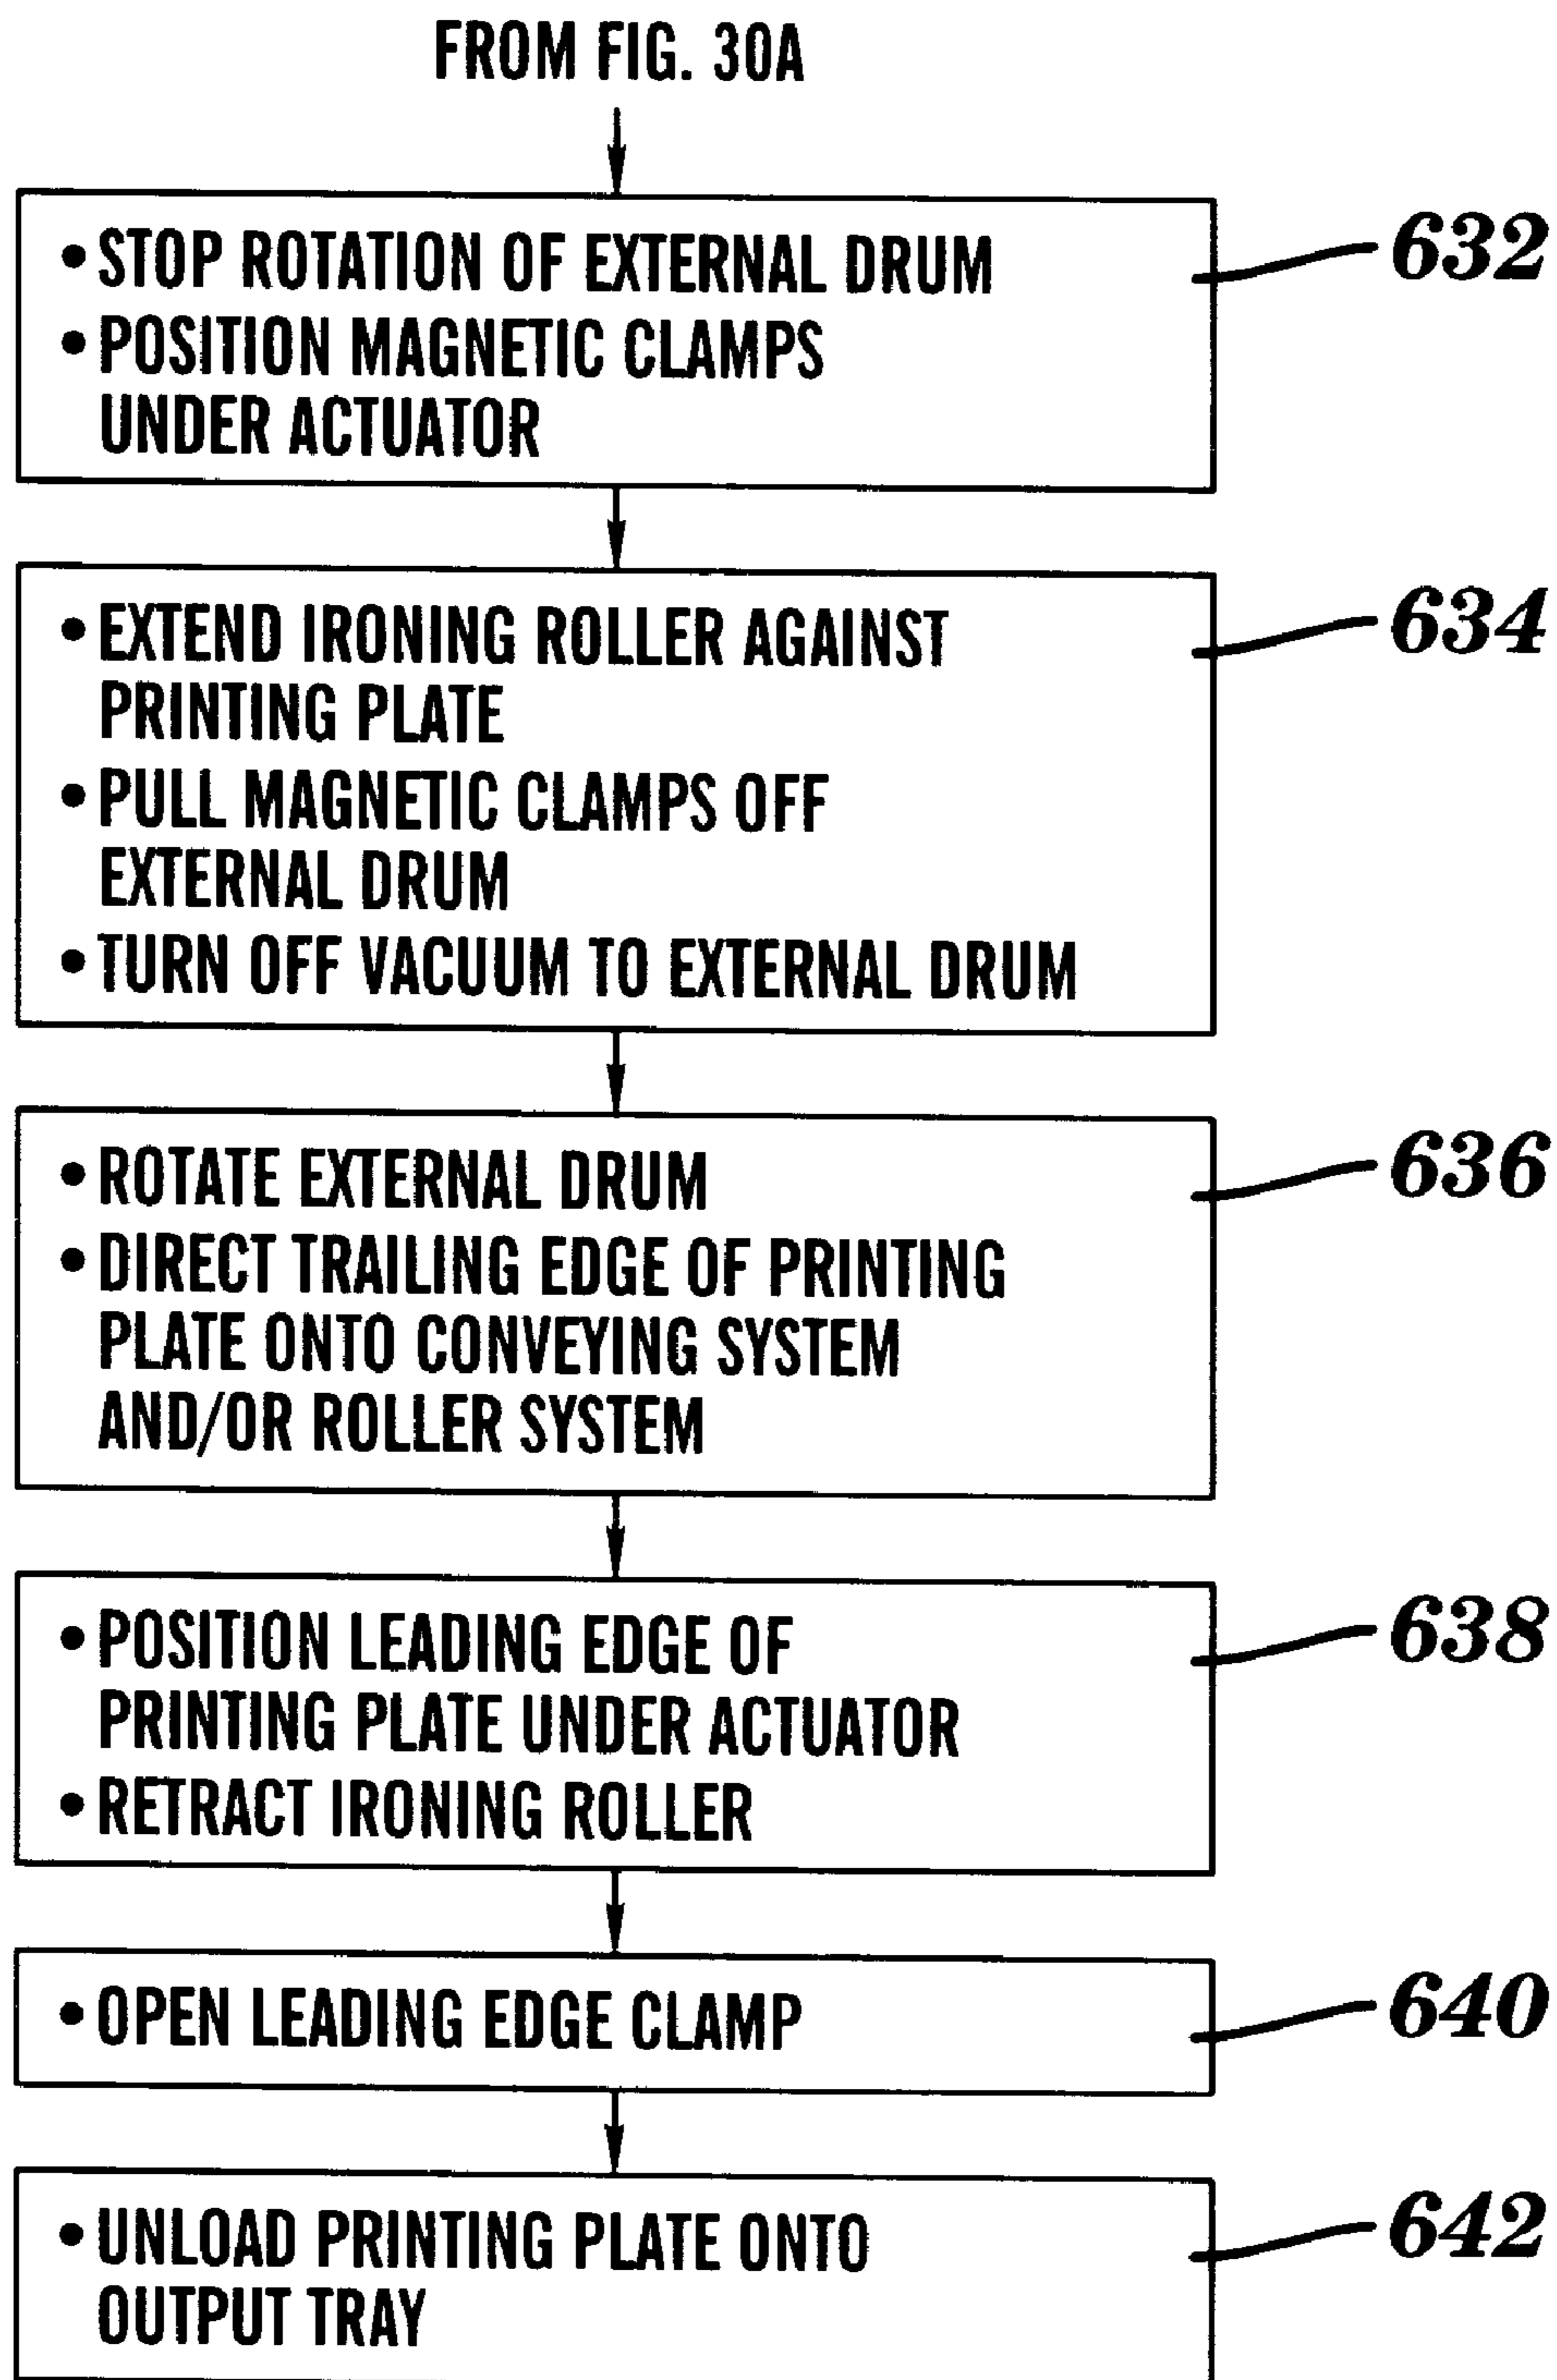 FROM FIG. 30A
• STOP ROTATION OF EXTERNAL DRUM
• POSITION MAGNETIC CLAMPS
UNDER ACTUATOR
632
• EXTEND IRONING ROLLER AGAINST
PRINTING PLATE
• PULL MAGNETIC CLAMPS OFF
EXTERNAL DRUM
• TURN OFF VACUUM TO EXTERNAL DRUM
634
• ROTATE EXTERNAL DRUM
• DIRECT TRAILING EDGE OF PRINTING
PLATE ONTO CONVEYING SYSTEM
AND/OR ROLLER SYSTEM
636
• POSITION LEADING EDGE OF
PRINTING PLATE UNDER ACTUATOR
• RETRACT IRONING ROLLER
638
• OPEN LEADING EDGE CLAMP
640
• UNLOAD PRINTING PLATE ONTO
OUTPUT TRAY
642